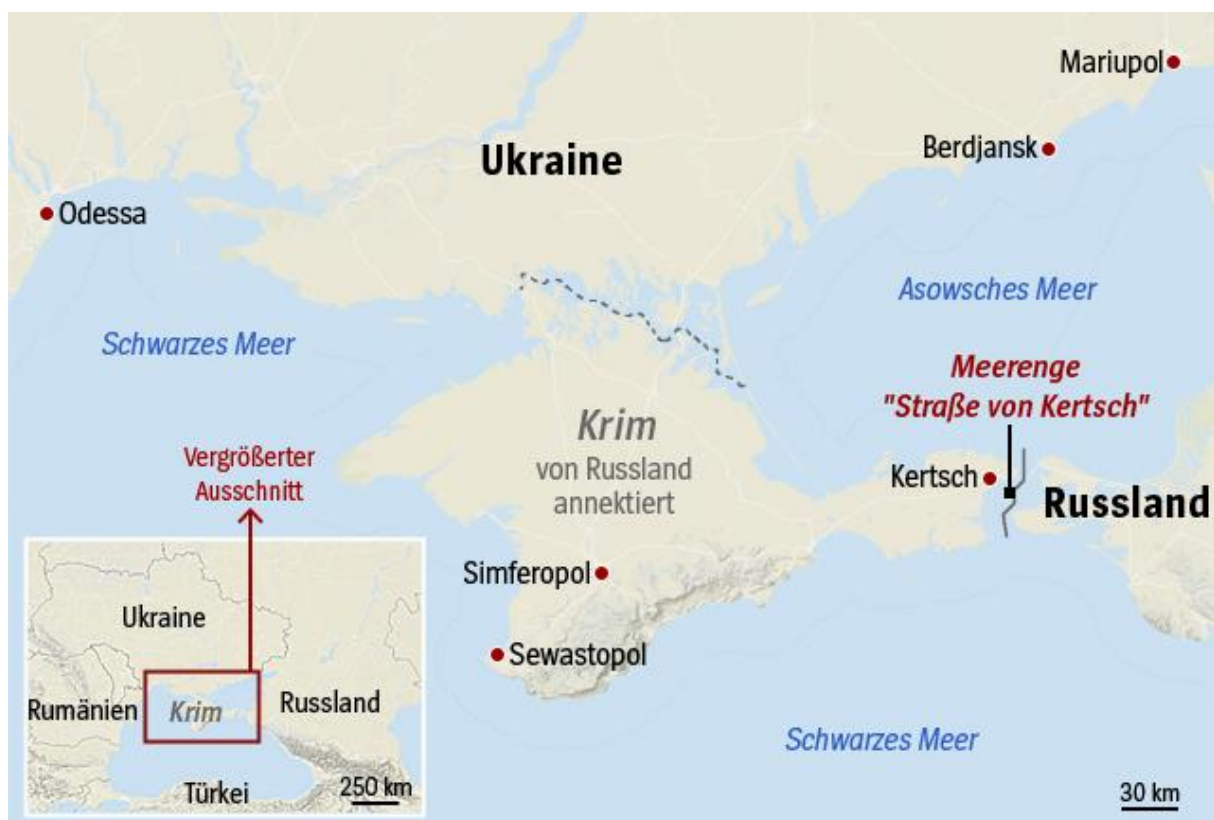 Mariupol
Ukraine
Berdjansk
Odessa
Asowsches Meer
Schwarzes Meer
Meerenge
"Straße von Kertsch"
Krim
von Russland
annektiert
Kertsch
Russland
Vergrößerter
Ausschnitt
Simferopol
Sewastopol
Schwarzes Meer
30 km
Ukraine
Rumänien
Krim
Russland
Türkei
250 km